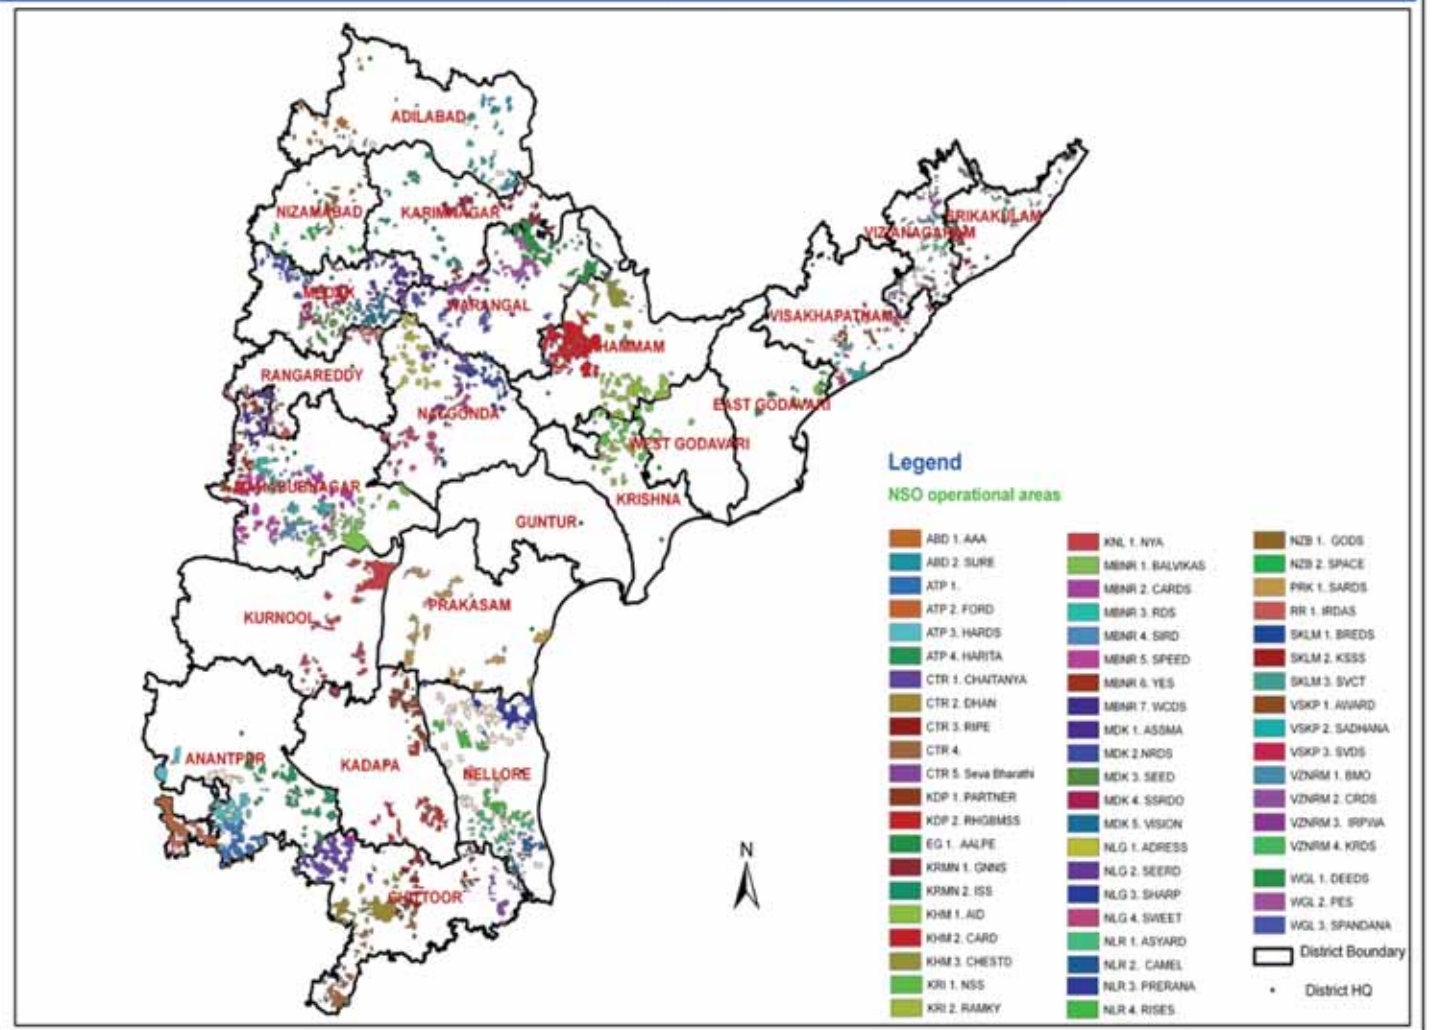 ADILABAD
NIZAMABAD
KARIMNAGAR
SRIKAKULAM
VIZIANAGARAM
MEDAK
WARANGAL
VISAKHAPATNAM
KHAMMAM
RANGAREDDY
NALGONDA
EAST GODAVARI
WEST GODAVARI
MAHABUBNAGAR
KRISHNA
GUNTUR
KURNOOL
PRAKASAM
ANANTPUR
KADAPA
NELLORE
CHITTOOR
N
Legend
NSO operational areas
ABD 1. AAA
ABD 2. SURE
ATP 1.
ATP 2. FORD
ATP 3. HARDS
ATP 4. HARITA
CTR 1. CHAITANYA
CTR 2. DHAN
CTR 3. RIPE
CTR 4.
CTR 5. Seva Bharathi
KDP 1. PARTNER
KDP 2. RHGBMSS
EG 1. AALPE
KRMN 1. GNNS
KRMN 2. ISS
KHM 1. AID
KHM 2. CARD
KHM 3. CHESTD
KRI 1. NSS
KRI 2. RAMKY
KNL 1. NYA
MBNR 1. BALVIKAS
MBNR 2. CARDS
MBNR 3. RDS
MBNR 4. SIRD
MBNR 5. SPEED
MBNR 6. YES
MBNR 7. WCDS
MDK 1. ASSMA
MDK 2.NRDS
MDK 3. SEED
MDK 4. SSRDO
MDK 5. VISION
NLG 1. ADRESS
NLG 2. SEERD
NLG 3. SHARP
NLG 4. SWEET
NLR 1. ASYARD
NLR 2. CAMEL
NLR 3. PRERANA
NLR 4. RISES
NZB 1. GODS
NZB 2. SPACE
PRK 1. SARDS
RR 1. IRDAS
SKLM 1. BREDS
SKLM 2. KSSS
SKLM 3. SVCT
VSKP 1. AWARD
VSKP 2. SADHANA
VSKP 3. SVDS
VZNRM 1. BMO
VZNRM 2. CRDS
VZNRM 3. IRPWA
VZNRM 4. KRDS
WGL 1. DEEDS
WGL 2. PES
WGL 3. SPANDANA
District Boundary
District HQ